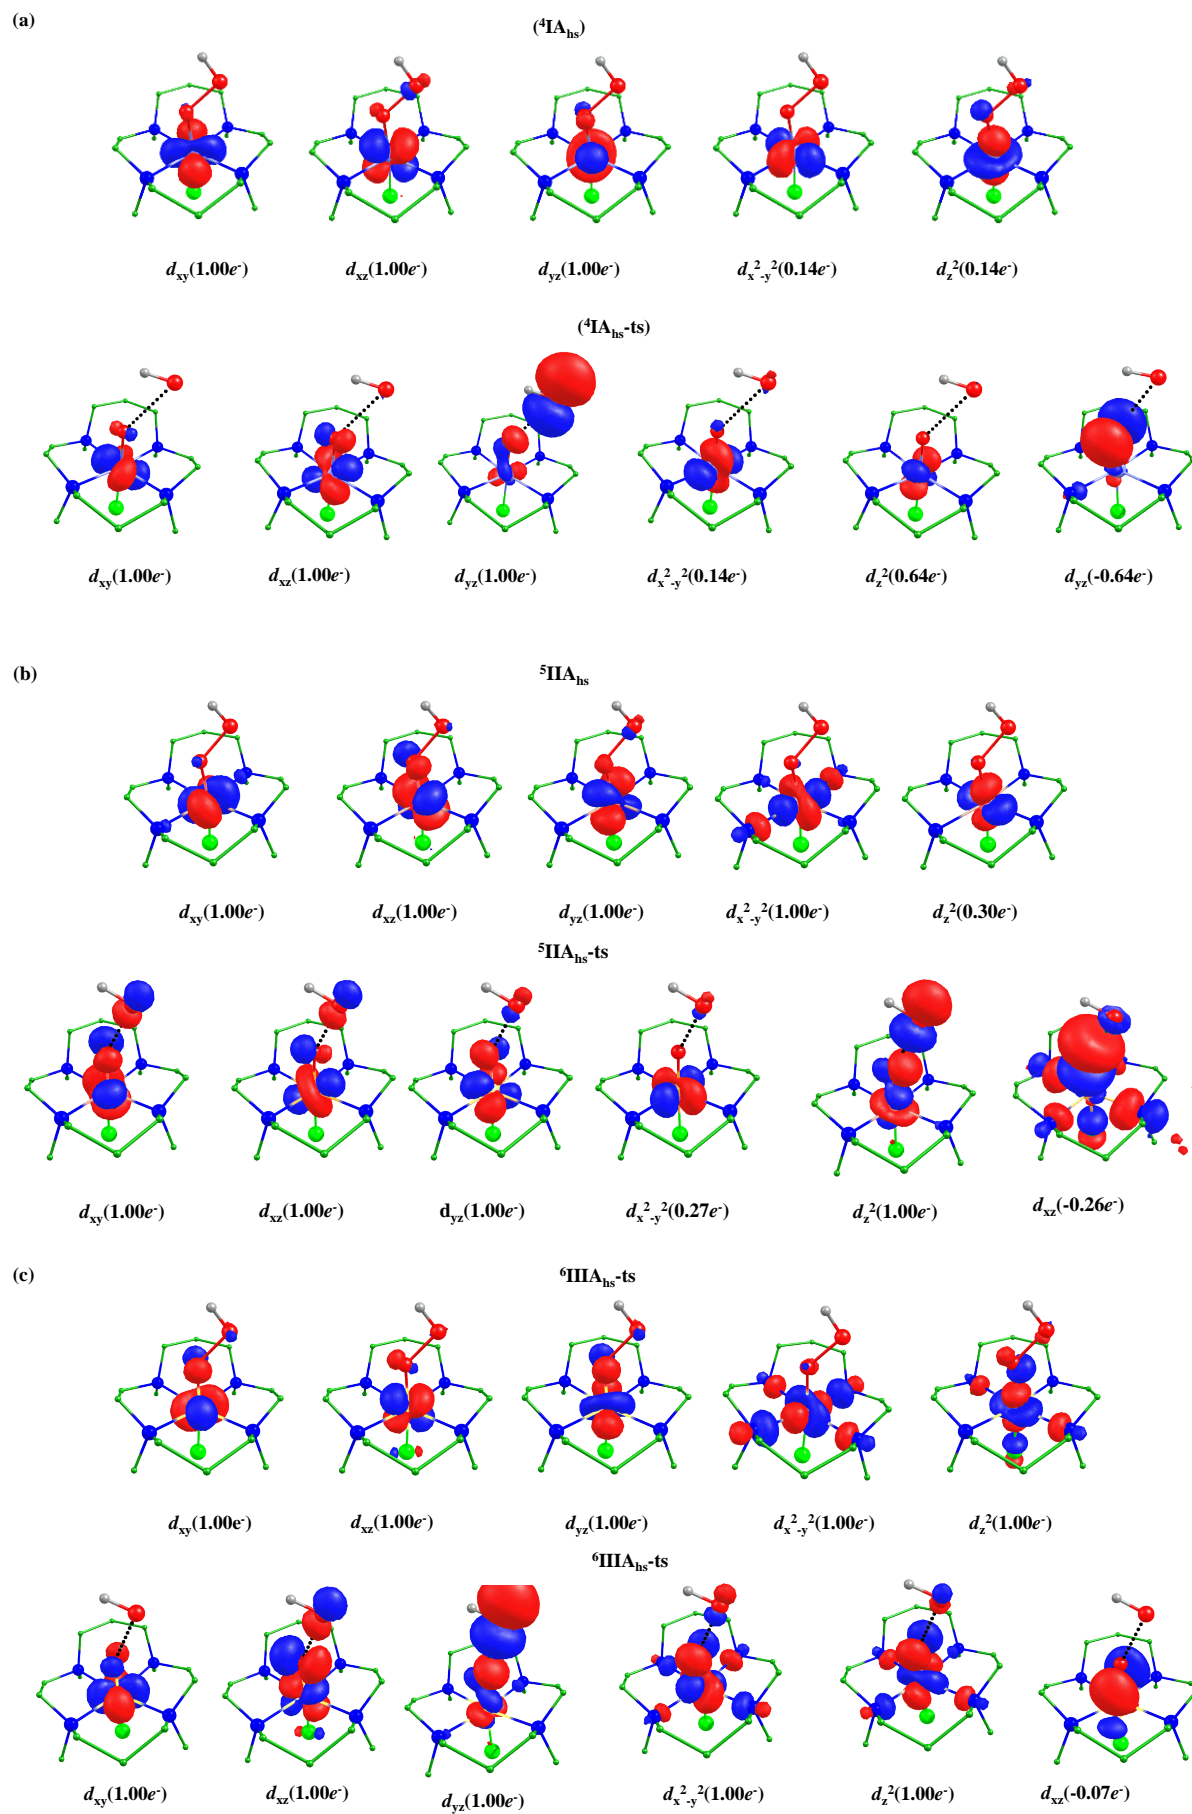 (a)
(⁴IAₕₛ)
dxy(1.00e⁻) dxz(1.00e⁻) dyz(1.00e⁻) dx²-y²(0.14e⁻) dz²(0.14e⁻)
(⁴IAₕₛ-ts)
dxy(1.00e⁻) dxz(1.00e⁻) dyz(1.00e⁻) dx²-y²(0.14e⁻) dz²(0.64e⁻) dyz(-0.64e⁻)
(b)
⁵IIAₕₛ
dxy(1.00e⁻) dxz(1.00e⁻) dyz(1.00e⁻) dx²-y²(1.00e⁻) dz²(0.30e⁻)
⁵IIAₕₛ-ts
dxy(1.00e⁻) dxz(1.00e⁻) dyz(1.00e⁻) dx²-y²(0.27e⁻) dz²(1.00e⁻) dxz(-0.26e⁻)
(c)
⁶IIIAₕₛ-ts
dxy(1.00e⁻) dxz(1.00e⁻) dyz(1.00e⁻) dx²-y²(1.00e⁻) dz²(1.00e⁻)
⁶IIIAₕₛ-ts
dxy(1.00e⁻) dxz(1.00e⁻) dyz(1.00e⁻) dx²-y²(1.00e⁻) dz²(1.00e⁻) dxz(-0.07e⁻)